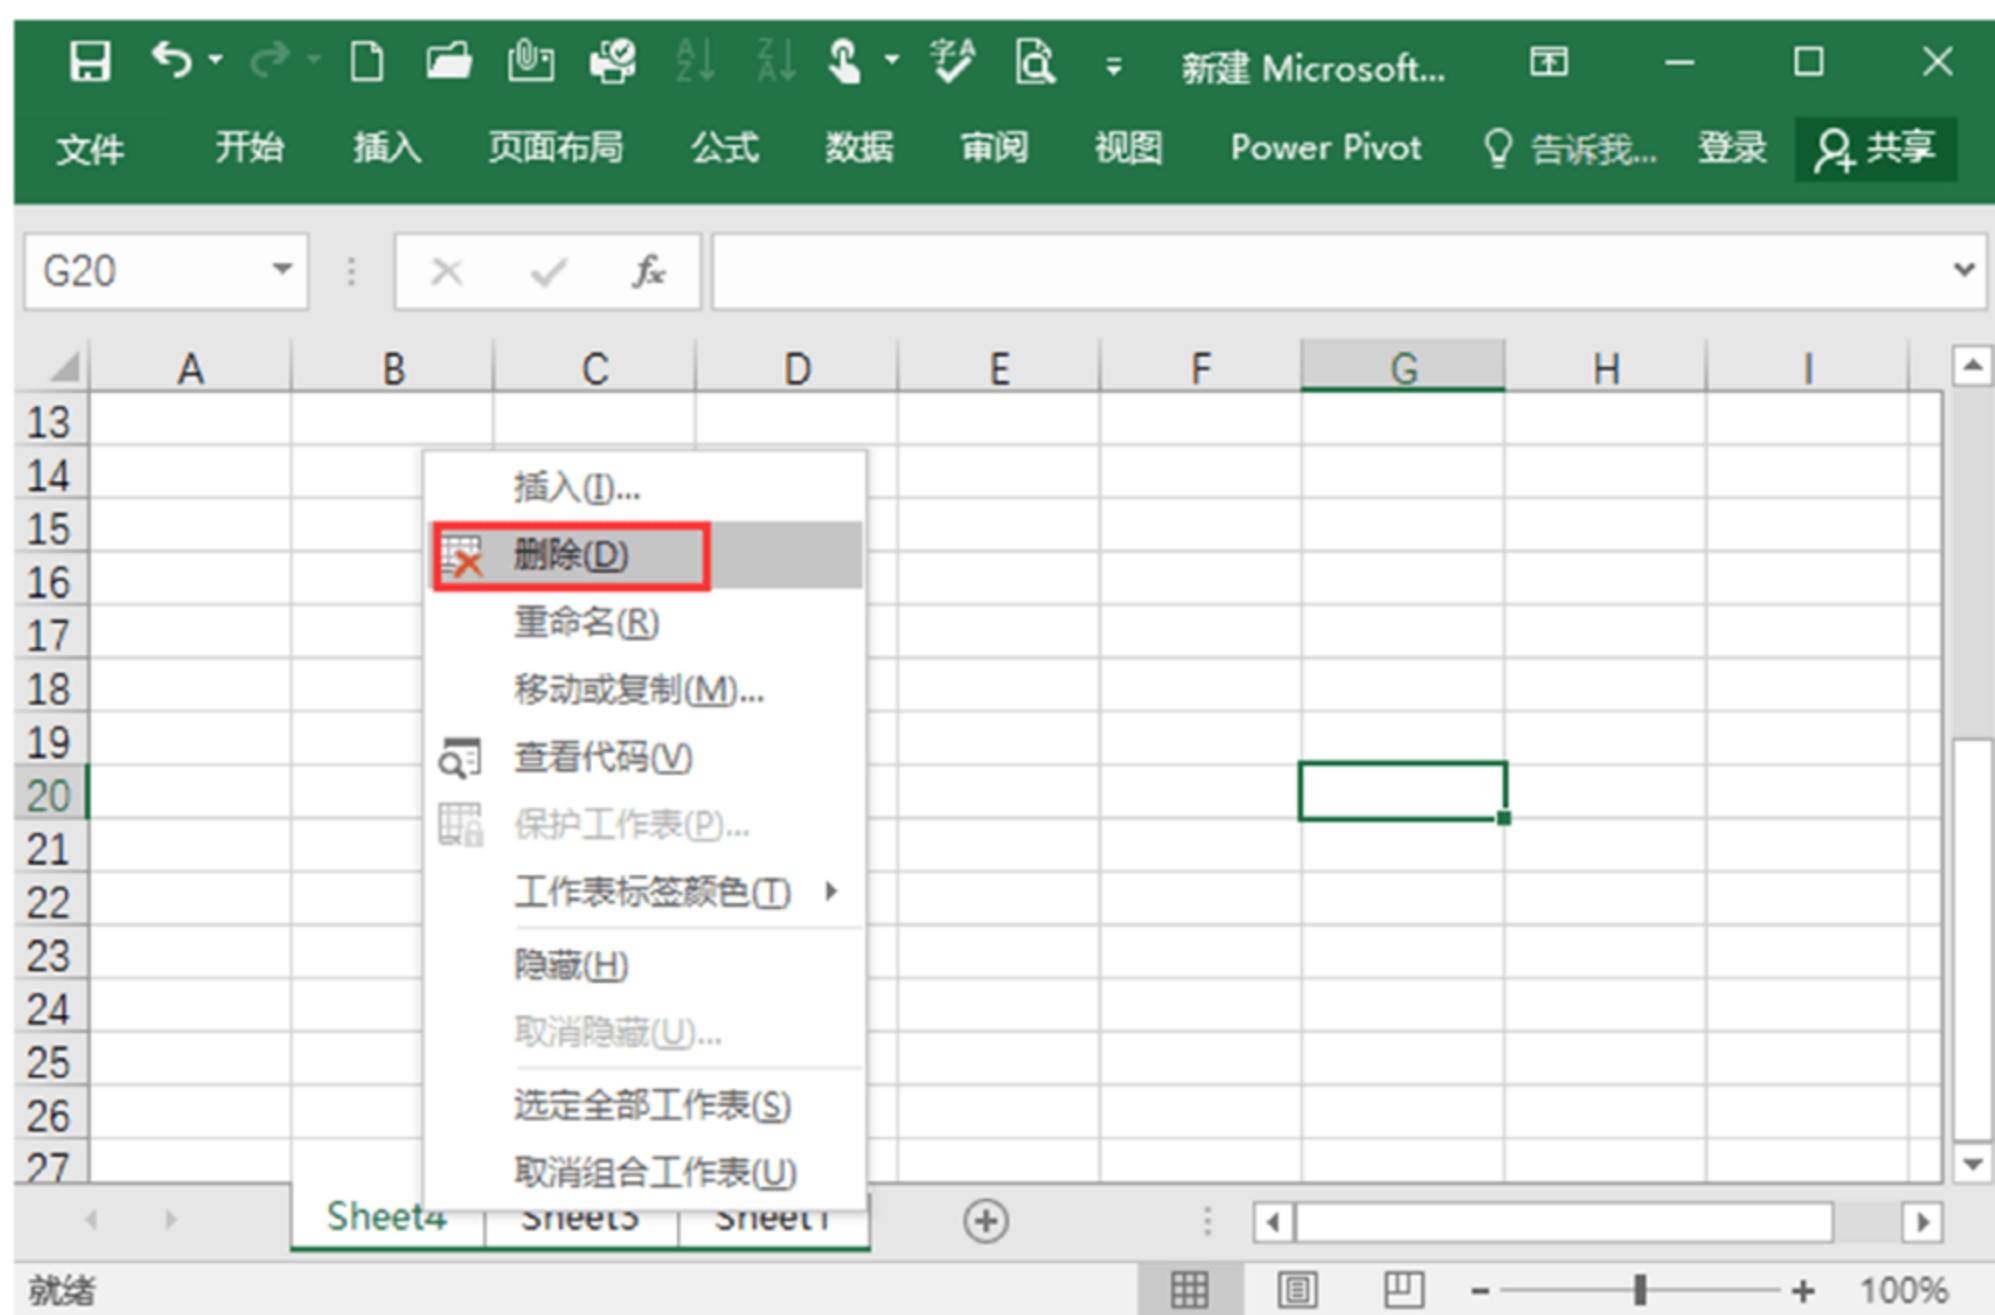 新建 Microsoft...
文件 开始 插入 页面布局 公式 数据 审阅 视图 Power Pivot 告诉我... 登录 共享
G20 fx
A B C D E F G H I
13
14
15
16
17
18
19
20
21
22
23
24
25
26
27
插入(I)...
删除(D)
重命名(R)
移动或复制(M)...
查看代码(V)
保护工作表(P)...
工作表标签颜色(T)
隐藏(H)
取消隐藏(U)...
选定全部工作表(S)
取消组合工作表(U)
Sheet4 Sheet1
就绪 100%